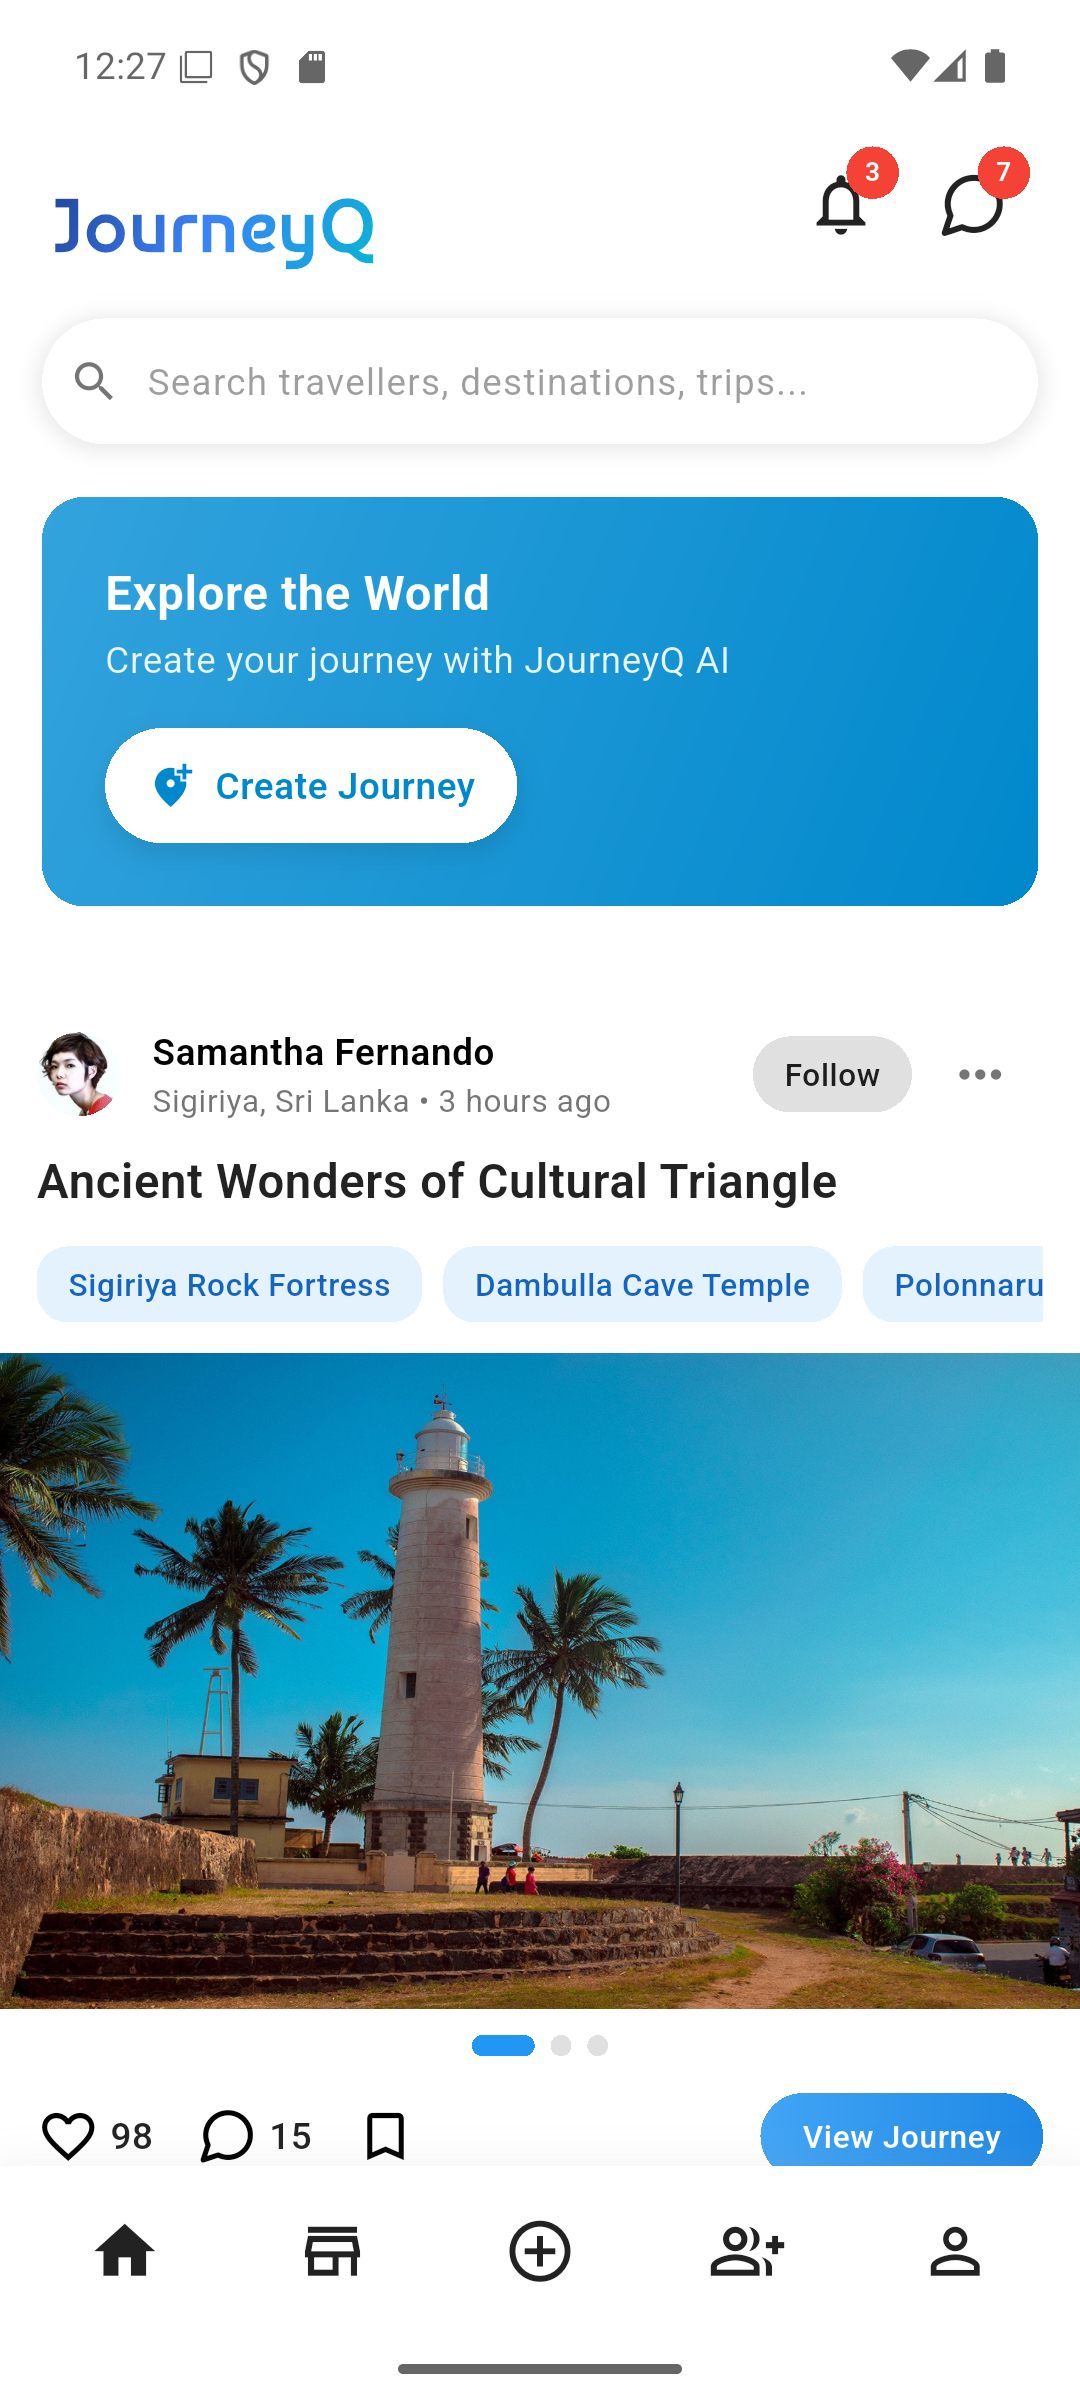 12:27
3
7
JourneyQ
Search travellers, destinations, trips...
Explore the World
Create your journey with JourneyQ AI
Create Journey
Samantha Fernando
Sigiriya, Sri Lanka • 3 hours ago
Follow
Ancient Wonders of Cultural Triangle
Sigiriya Rock Fortress
Dambulla Cave Temple
Polonnaru
98
15
View Journey